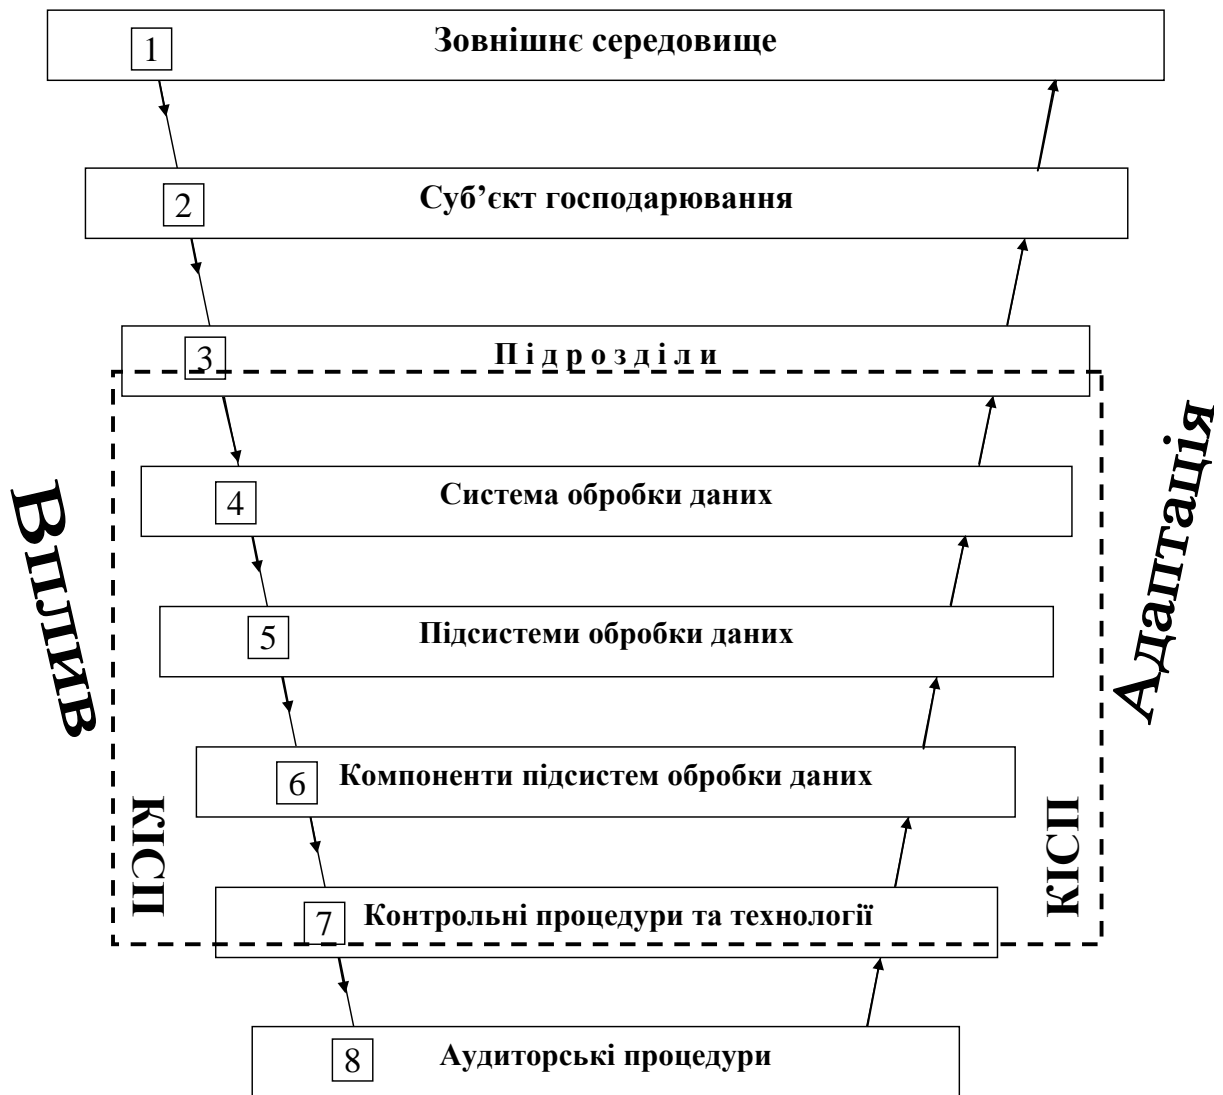 1 Зовнішнє середовище
2 Суб’єкт господарювання
3 Підрозділи
4 Система обробки даних
5 Підсистеми обробки даних
6 Компоненти підсистем обробки даних
7 Контрольні процедури та технології
8 Аудиторські процедури
Вплив
Адаптація
КІСП
КІСП